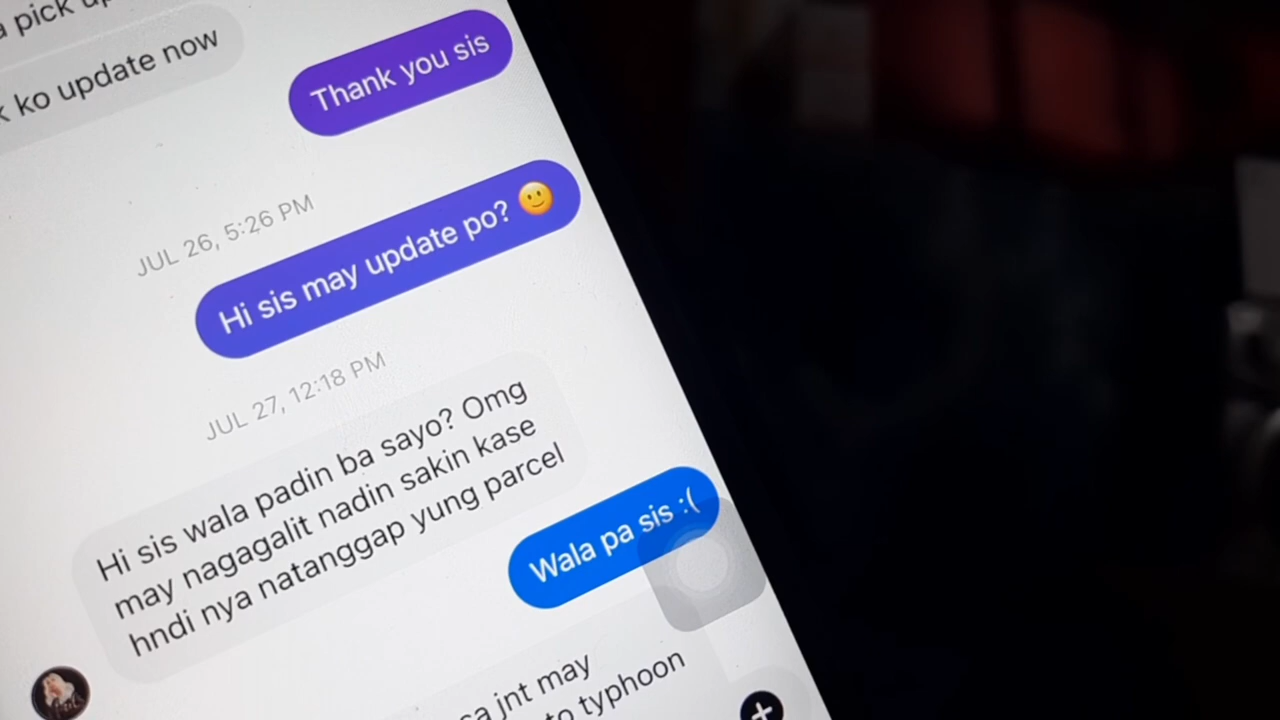 a pick up
ko update now
Thank you sis
JUL 26, 5:26 PM
Hi sis may update po? 🙂
JUL 27, 12:18 PM
Hi sis wala padin ba sayo? Omg
may nagagalit nadin sakin kase
hndi nya natanggap yung parcel
Wala pa sis :(
sa jnt may
to typhoon